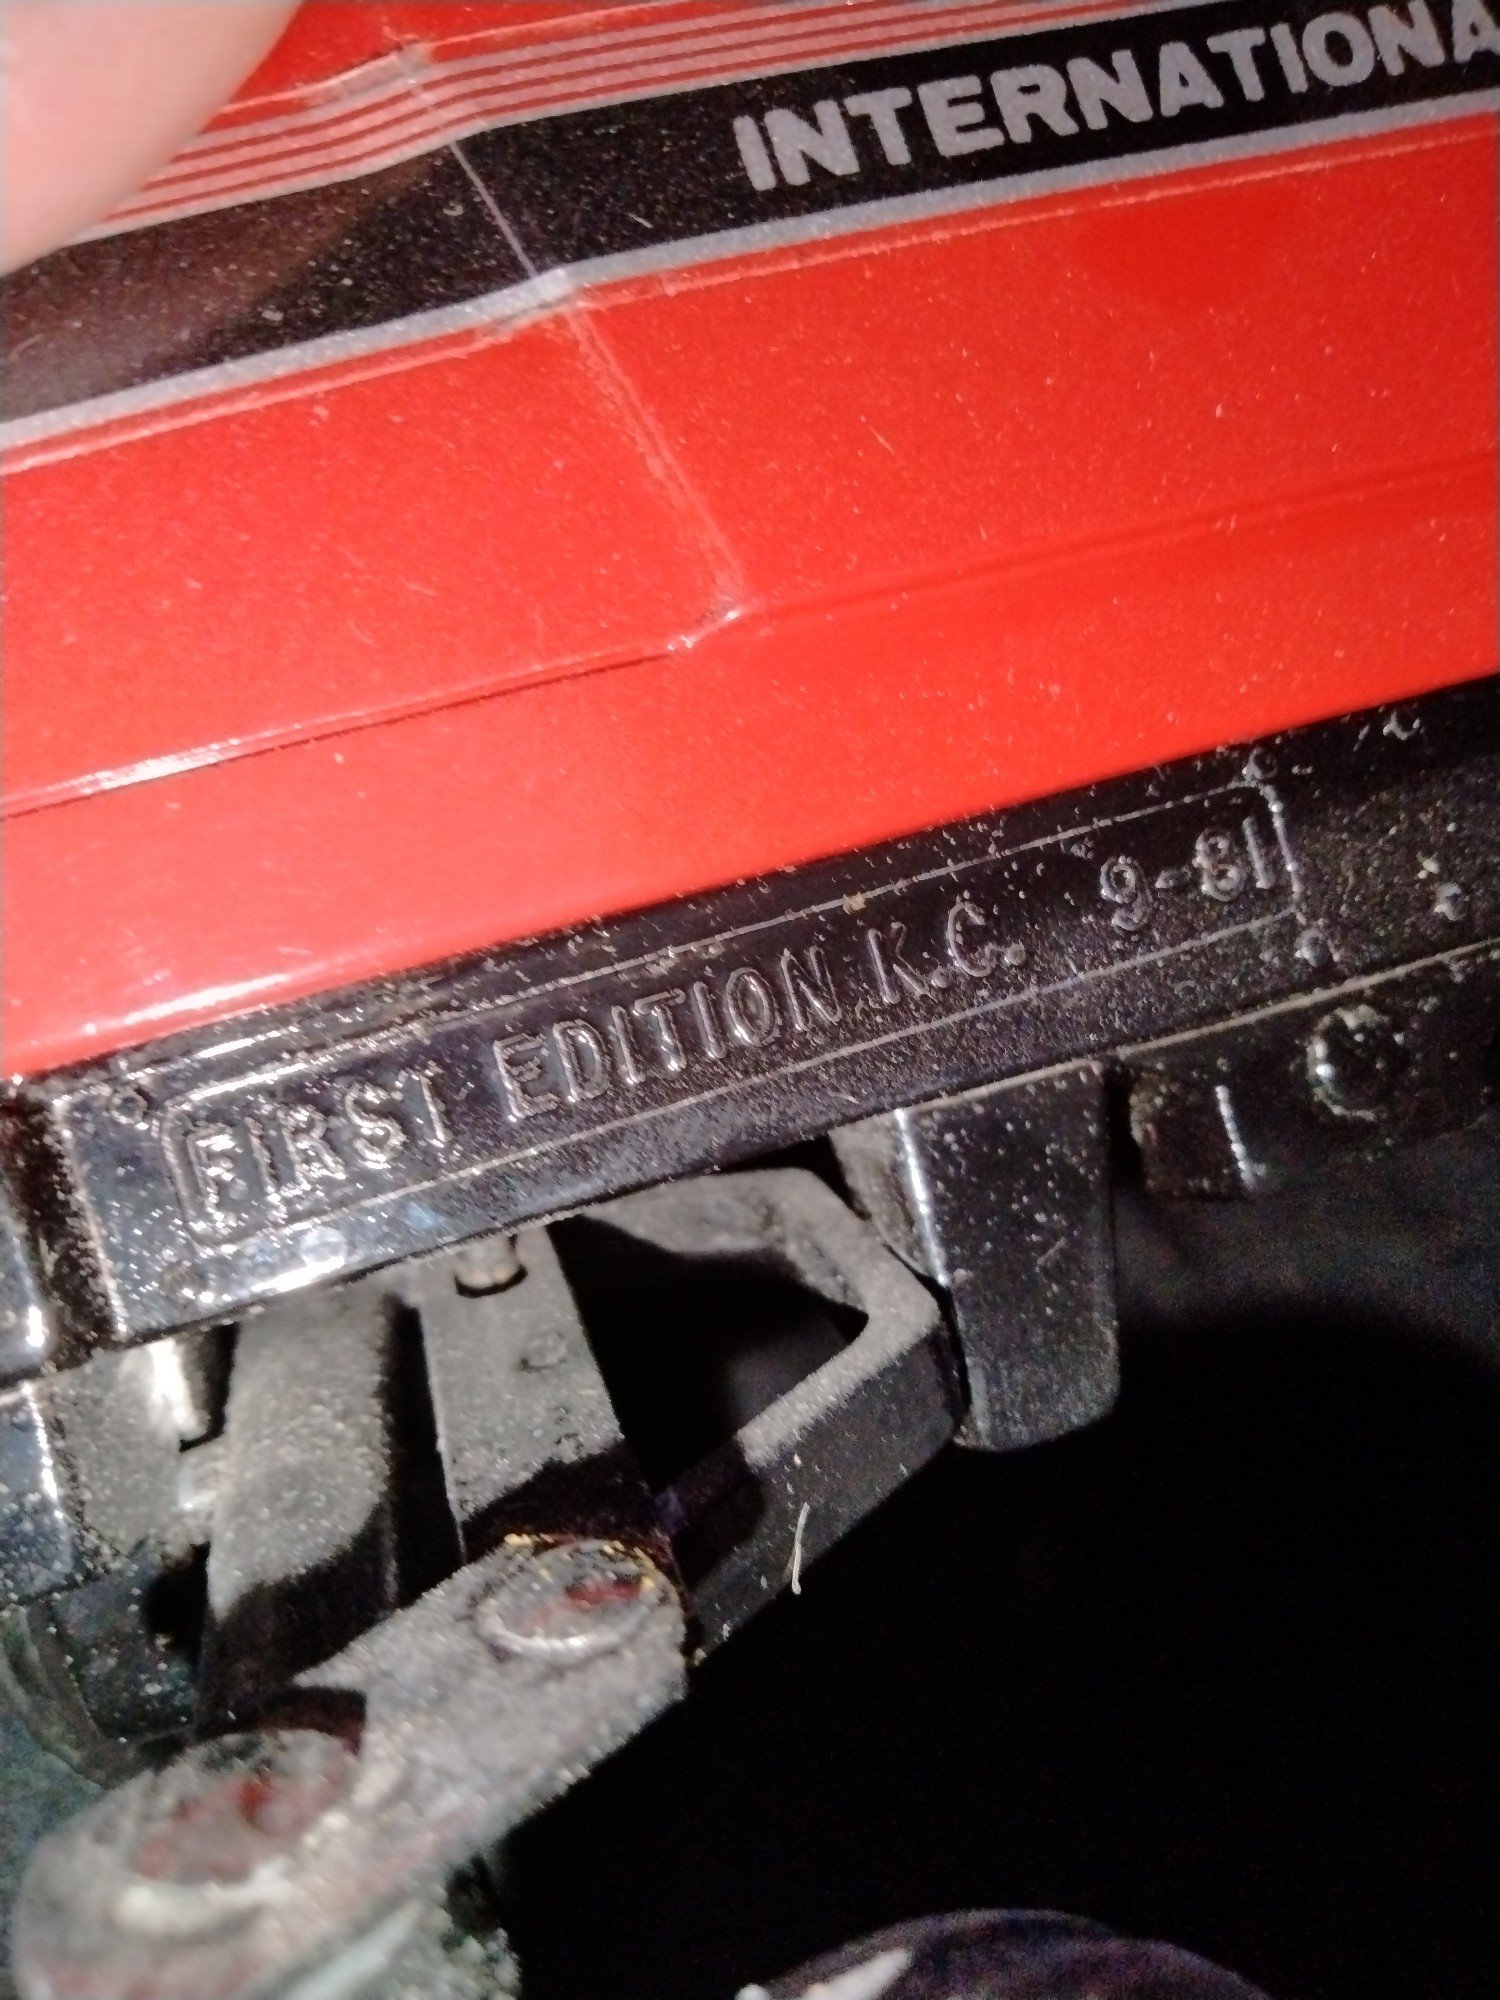 INTERNATIONA
FIRST EDITION K.C. 9-81